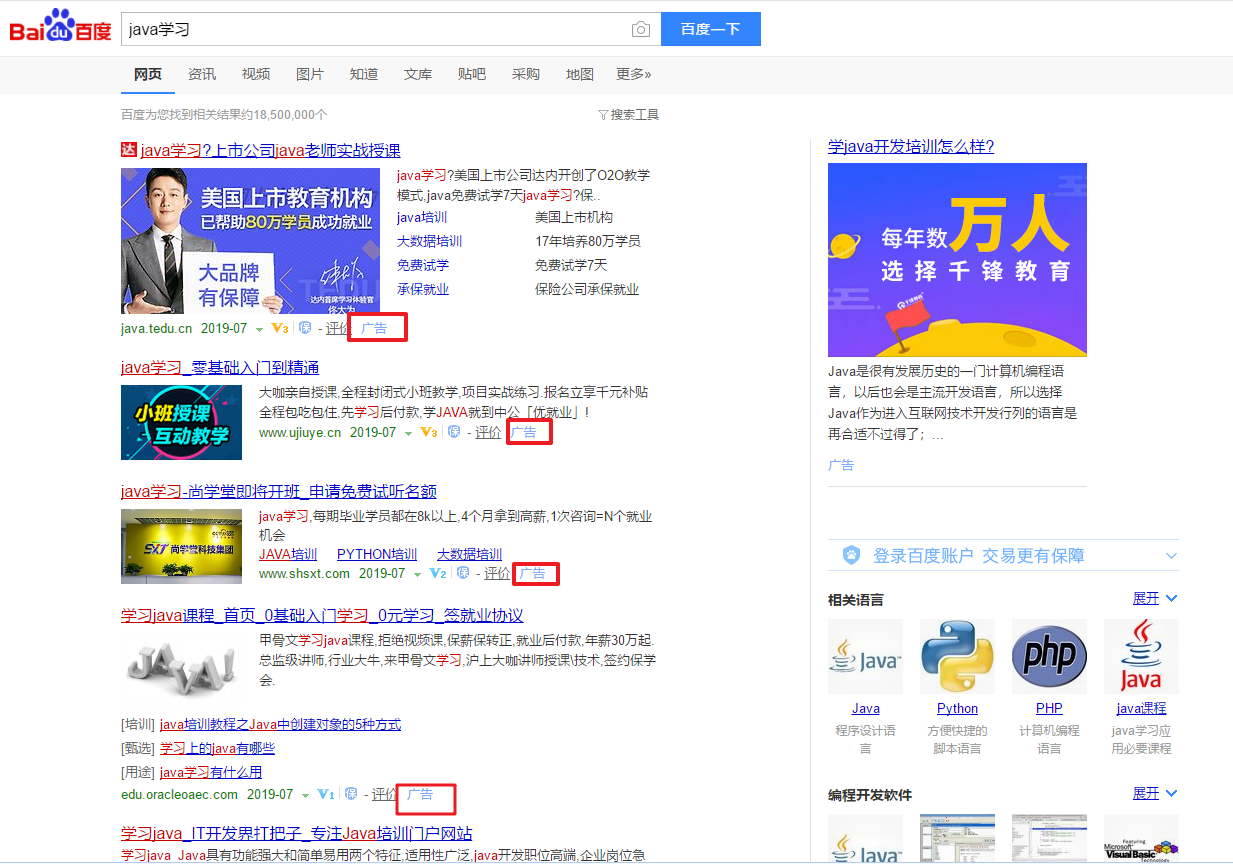 Bai du 百度
java学习
百度一下
网页 资讯 视频 图片 知道 文库 贴吧 采购 地图 更多»
百度为您找到相关结果约18,500,000个
搜索工具
达 java学习?上市公司java老师实战授课
美国上市教育机构
已帮助80万学员成功就业
大品牌
有保障
达内首席学习体验官
佟大为
java学习?美国上市公司达内开创了O2O教学
模式,java免费试学7天java学习?保..
java培训 美国上市机构
大数据培训 17年培养80万学员
免费试学 免费试学7天
承保就业 保险公司承保就业
java.tedu.cn 2019-07 V3 保 - 评价 广告
java学习_零基础入门到精通
小班授课
互动教学
大咖亲自授课,全程封闭式小班教学,项目实战练习.报名立享千元补贴
全程包吃包住,先学习后付款,学JAVA就到中公「优就业」!
www.ujiuye.cn 2019-07 V3 保 - 评价 广告
java学习-尚学堂即将开班_申请免费试听名额
SXT 尚学堂科技集团
java学习,每期毕业学员都在8k以上,4个月拿到高薪,1次咨询=N个就业
机会
JAVA培训 PYTHON培训 大数据培训
www.shsxt.com 2019-07 V2 保 - 评价 广告
学习java课程_首页_0基础入门学习_0元学习_签就业协议
JAVA!
甲骨文学习java课程,拒绝视频课,保薪保转正,就业后付款,年薪30万起.
总监级讲师,行业大牛,来甲骨文学习,沪上大咖讲师授课\技术,签约保学
会.
[培训] java培训教程之Java中创建对象的5种方式
[甄选] 学习上的java有哪些
[用途] java学习有什么用
edu.oracleoaec.com 2019-07 V1 保 - 评价 广告
学习java_IT开发界打把子_专注Java培训门户网站
学习java_Java具有功能强大和简单易用两个特征,适用性广泛,java开发职位高端,企业岗位急
学java开发培训怎么样?
每年数万人
选择千锋教育
Java是很有发展历史的一门计算机编程语
言，以后也会是主流开发语言，所以选择
Java作为进入互联网技术开发行列的语言是
再合适不过得了；...
广告
登录百度账户 交易更有保障
相关语言 展开
Java php Java
Java Python PHP java课程
程序设计语 方便快捷的 计算机编程 java学习应
言 脚本语言 语言 用必要课程
编程开发软件 展开
Java
Featuring
Microsoft
Visual Basic
Technology